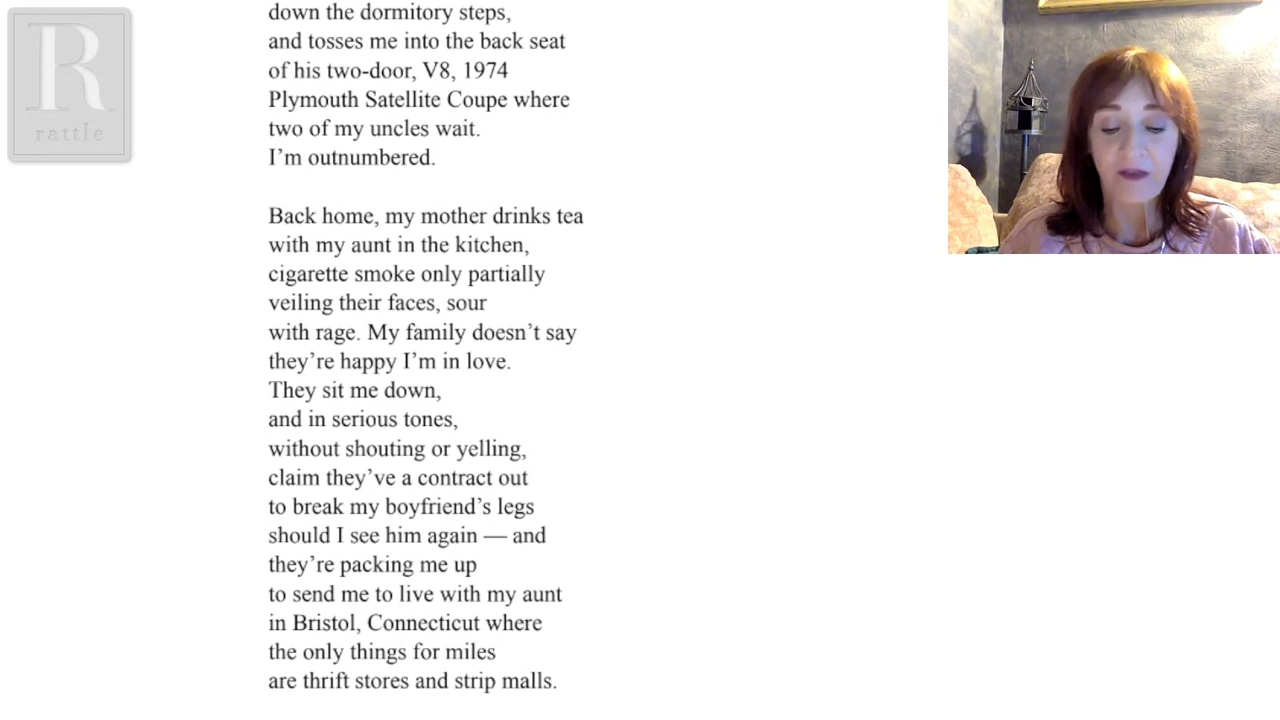 R
rattle
down the dormitory steps,
and tosses me into the back seat
of his two-door, V8, 1974
Plymouth Satellite Coupe where
two of my uncles wait.
I’m outnumbered.
Back home, my mother drinks tea
with my aunt in the kitchen,
cigarette smoke only partially
veiling their faces, sour
with rage. My family doesn’t say
they’re happy I’m in love.
They sit me down,
and in serious tones,
without shouting or yelling,
claim they’ve a contract out
to break my boyfriend’s legs
should I see him again — and
they’re packing me up
to send me to live with my aunt
in Bristol, Connecticut where
the only things for miles
are thrift stores and strip malls.